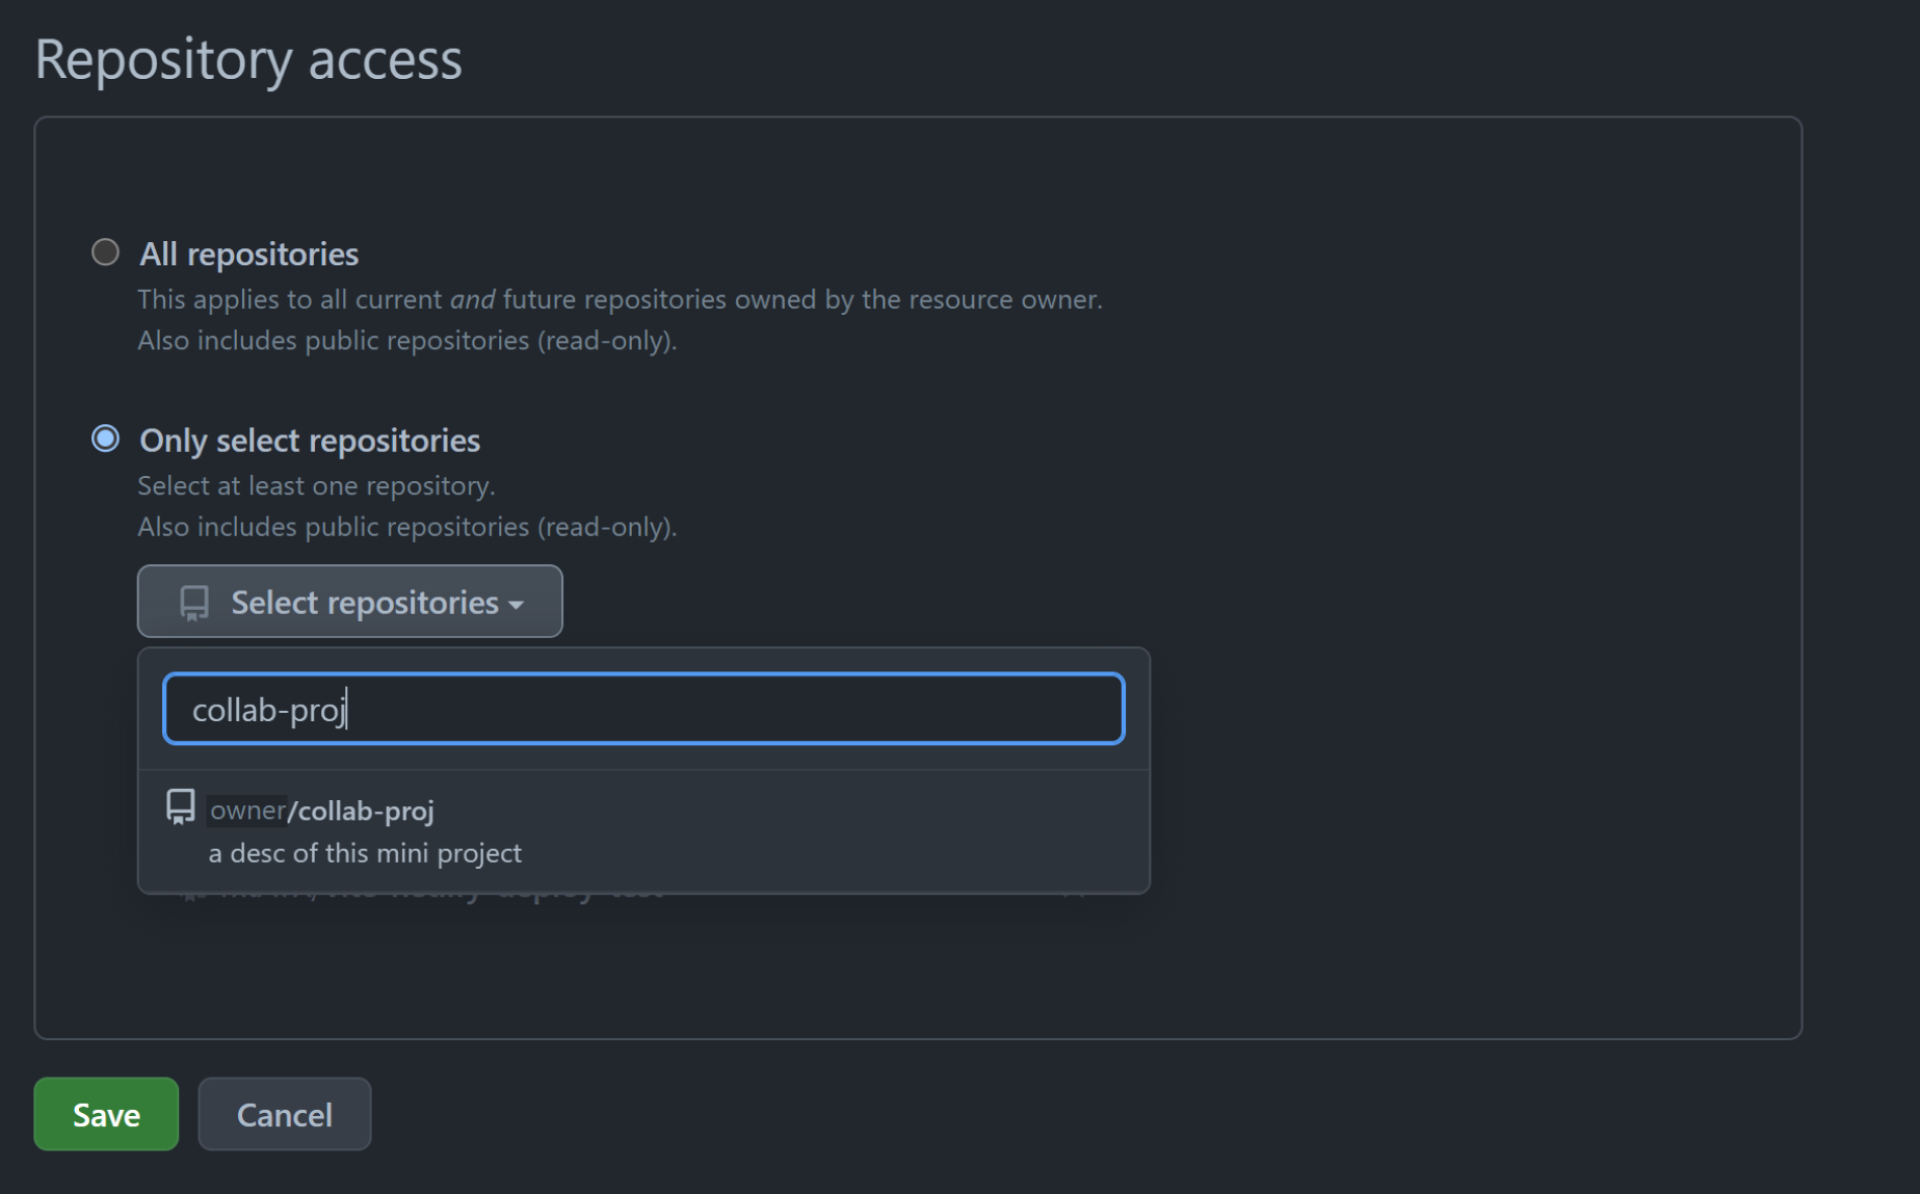 Repository access
All repositories
This applies to all current and future repositories owned by the resource owner.
Also includes public repositories (read-only).
Only select repositories
Select at least one repository.
Also includes public repositories (read-only).
Select repositories
collab-proj
owner/collab-proj
a desc of this mini project
Save
Cancel